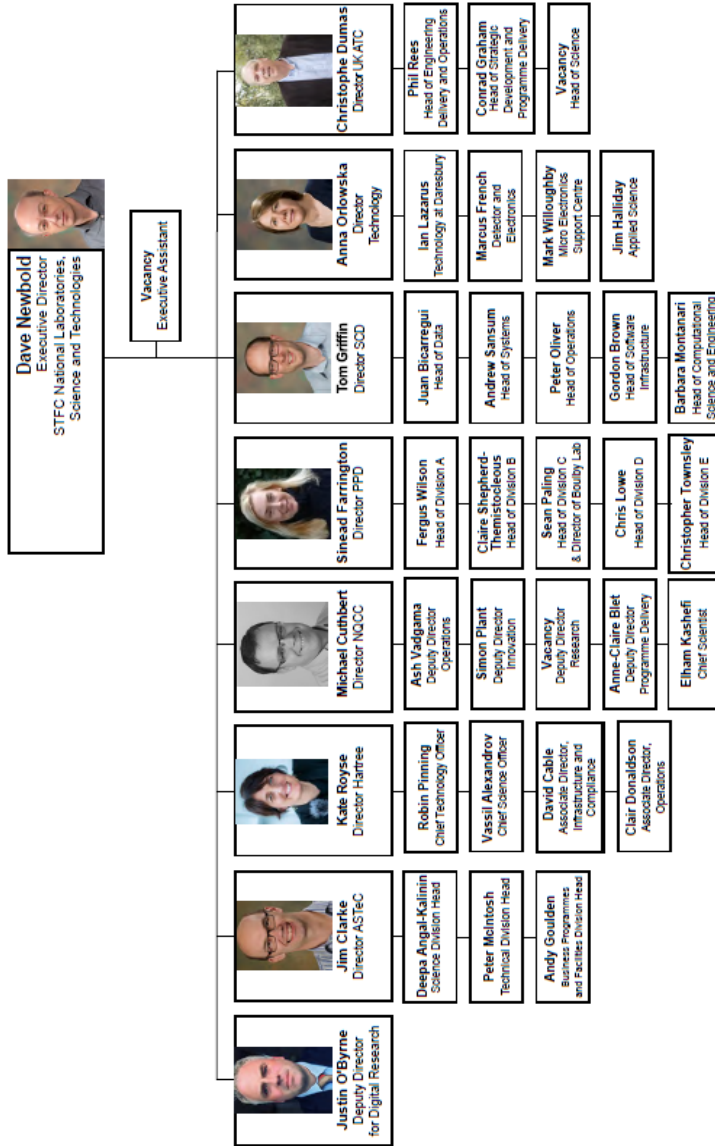 Dave Newbold
Executive Director
STFC National Laboratories,
Science and Technologies
Vacancy
Executive Assistant
Justin O'Byrne
Deputy Director
for Digital Research
Jim Clarke
Director ASTeC
Deepa Angal-Kalinin
Science Division Head
Peter McIntosh
Technical Division Head
Andy Goulden
Business Programmes
and Facilities Division Head
Kate Royse
Director Hartree
Robin Pinning
Chief Technology Officer
Vassil Alexandrov
Chief Science Officer
David Cable
Associate Director,
Infrastructure and
Compliance
Clair Donaldson
Associate Director,
Operations
Michael Cuthbert
Director NQCC
Ash Vadgama
Deputy Director
Operations
Simon Plant
Deputy Director
Innovation
Vacancy
Deputy Director
Research
Anne-Claire Blet
Deputy Director
Programme Delivery
Elham Kashefi
Chief Scientist
Sinead Farrington
Director PPD
Fergus Wilson
Head of Division A
Claire Shepherd-
Themistocleous
Head of Division B
Sean Paling
Head of Division C
& Director of Boulby Lab
Chris Lowe
Head of Division D
Christopher Townsley
Head of Division E
Tom Griffin
Director SCD
Juan Bicarregui
Head of Data
Andrew Sansum
Head of Systems
Peter Oliver
Head of Operations
Gordon Brown
Head of Software
Infrastructure
Barbara Montanari
Head of Computational
Science and Engineering
Anna Orlowska
Director
Technology
Ian Lazarus
Technology at Daresbury
Marcus French
Detector and
Electronics
Mark Willoughby
Micro Electronics
Support Centre
Jim Halliday
Applied Science
Christophe Dumas
Director UK ATC
Phil Rees
Head of Engineering
Delivery and Operations
Conrad Graham
Head of Strategic
Development and
Programme Delivery
Vacancy
Head of Science